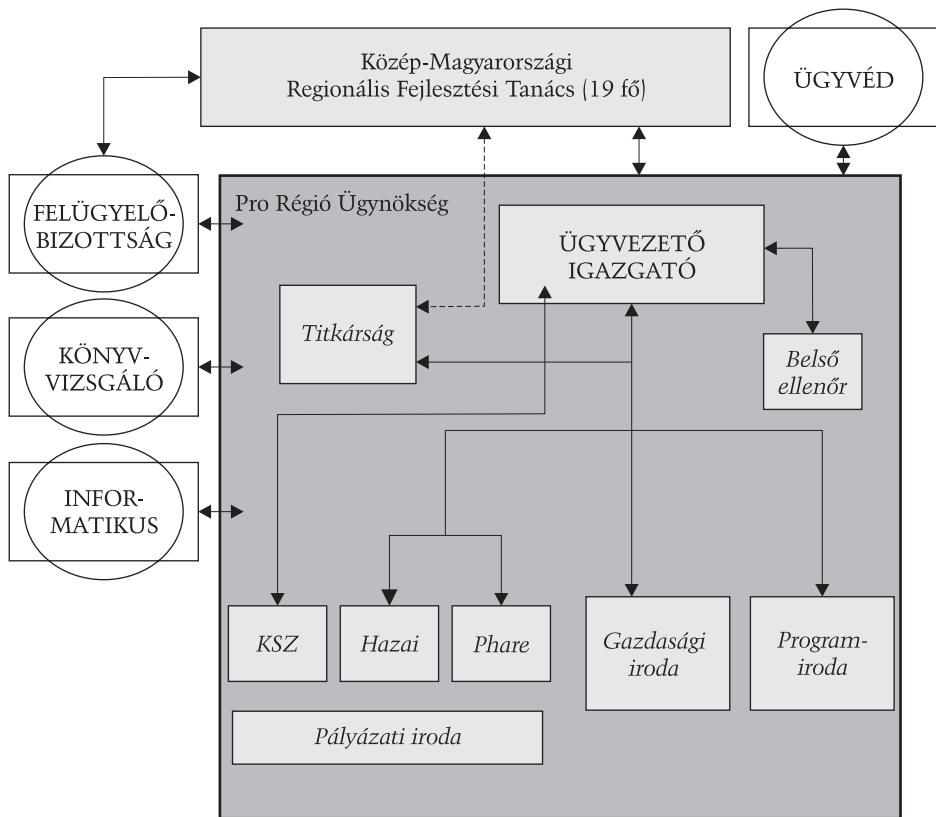 Közép-Magyarországi
Regionális Fejlesztési Tanács (19 fő)
ÜGYVÉD
FELÜGYELŐ-
BIZOTTSÁG
Pro Régió Ügynökség
ÜGYVEZETŐ
IGAZGATÓ
Titkárság
KÖNYV-
VIZSGÁLÓ
Belső
ellenőr
INFOR-
MATIKUS
KSZ
Hazai
Phare
Gazdasági
iroda
Program-
iroda
Pályázati iroda